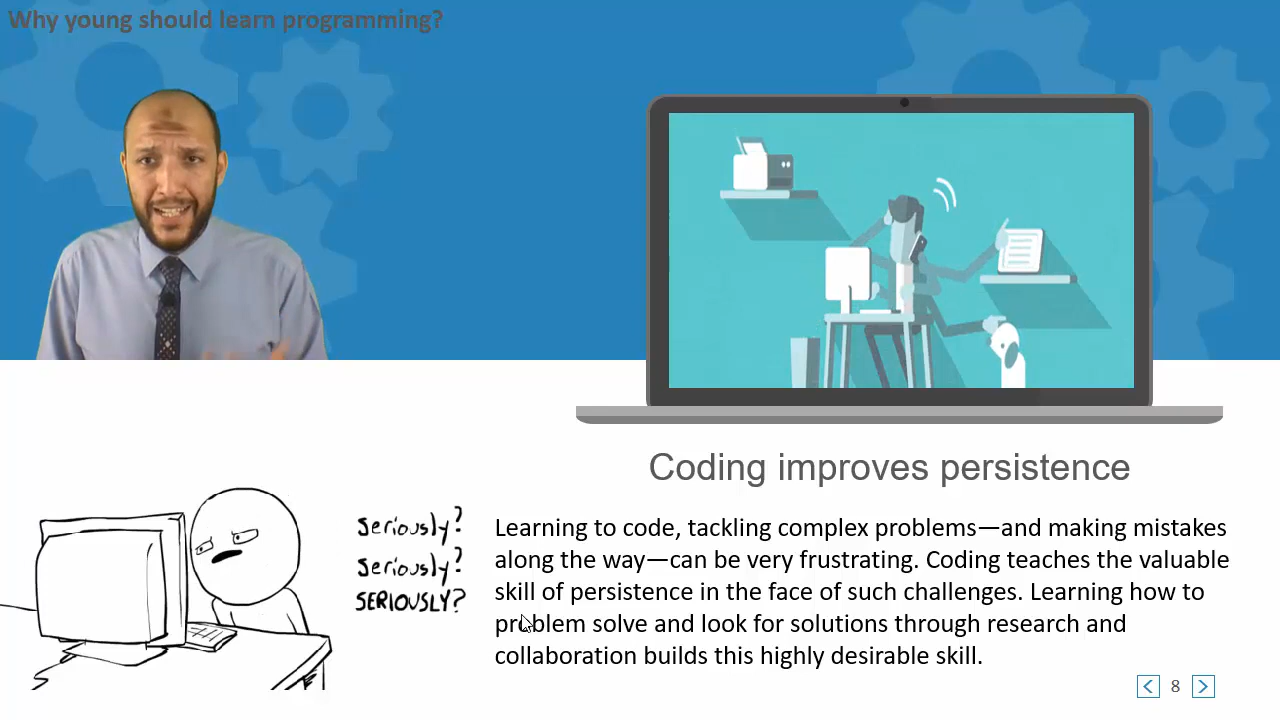 Why young should learn programming?
Coding improves persistence
Seriously?
Seriously?
SERIOUSLY?
Learning to code, tackling complex problems—and making mistakes
along the way—can be very frustrating. Coding teaches the valuable
skill of persistence in the face of such challenges. Learning how to
problem solve and look for solutions through research and
collaboration builds this highly desirable skill.
8